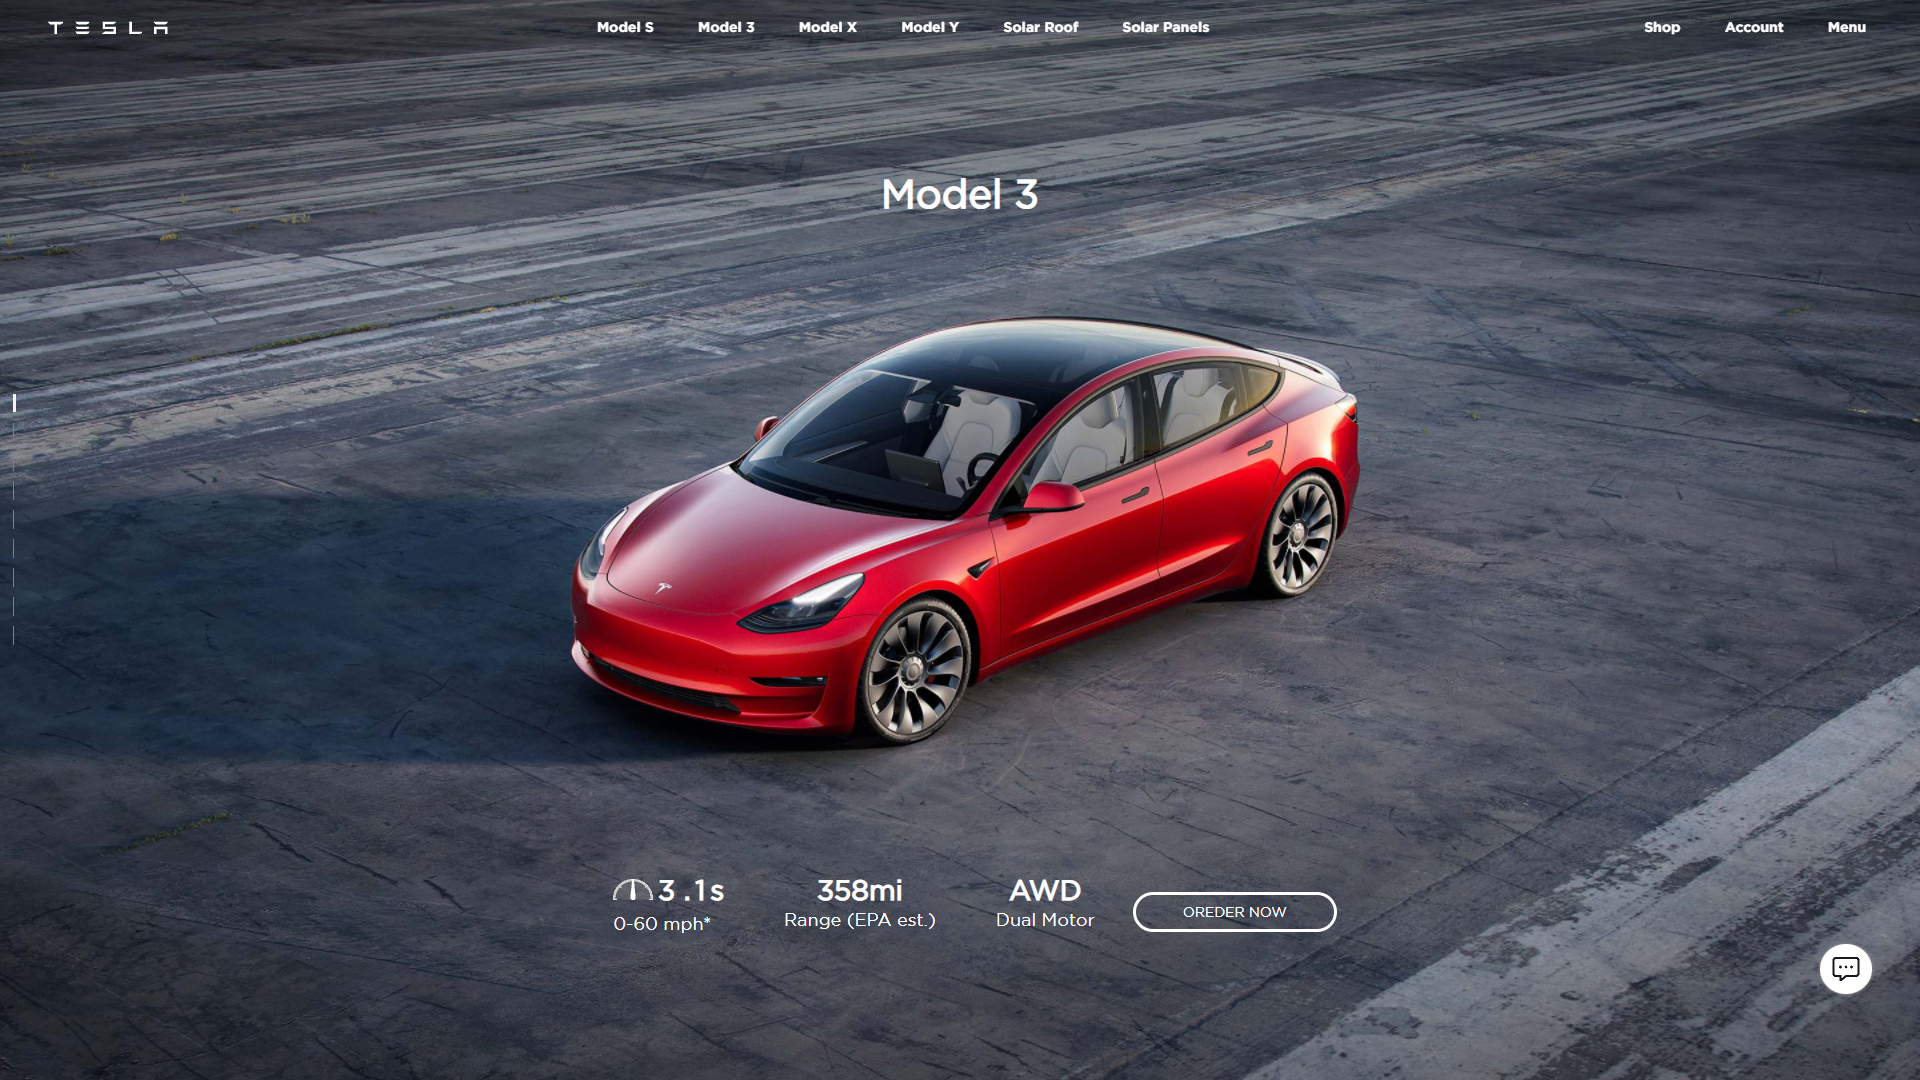 TESLA
Model S Model 3 Model X Model Y Solar Roof Solar Panels
Shop Account Menu
Model 3
3 .1s
0-60 mph*
358mi
Range (EPA est.)
AWD
Dual Motor
OREDER NOW